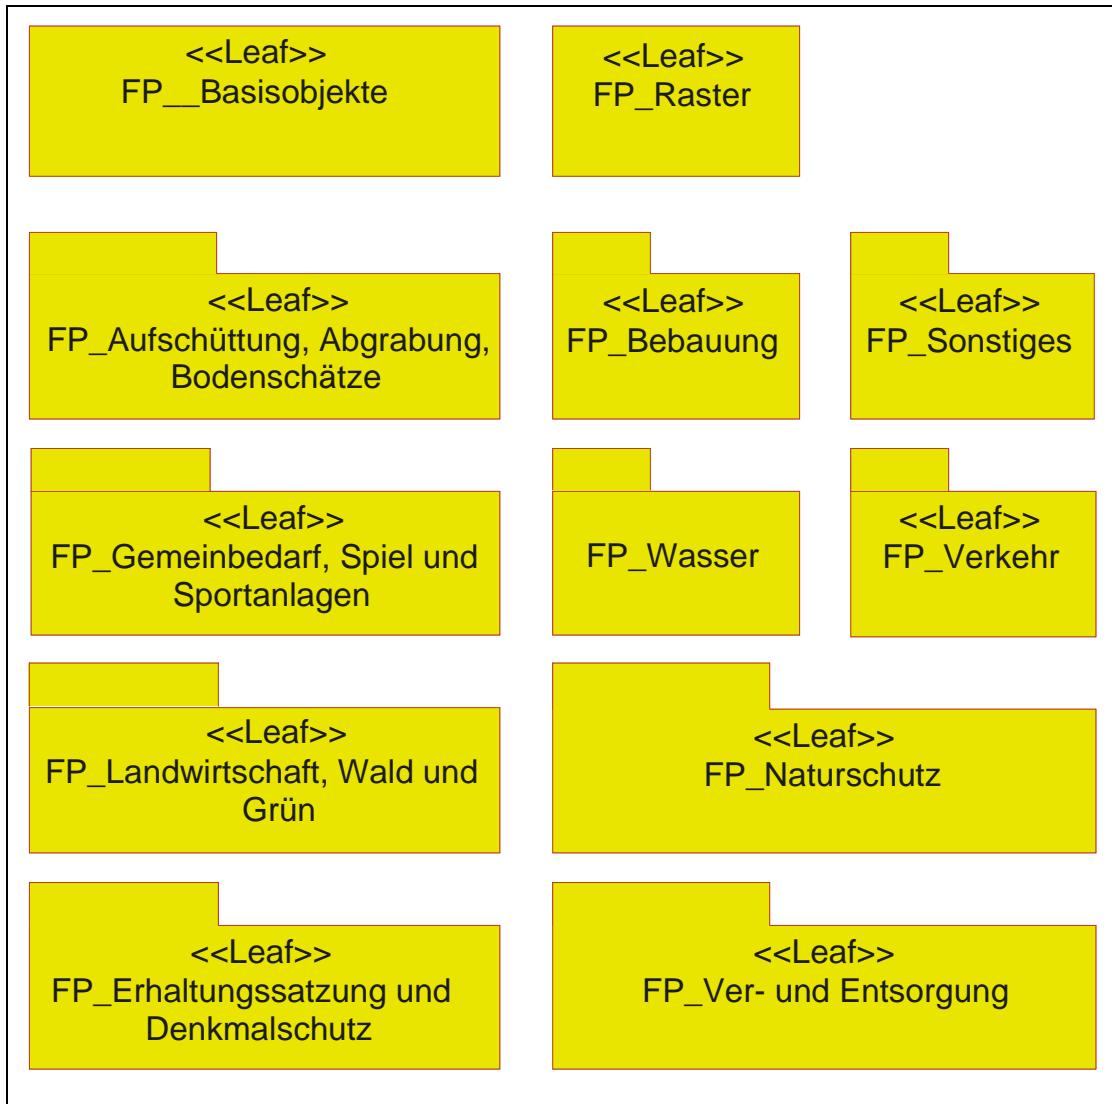 <<Leaf>>
FP__Basisobjekte
<<Leaf>>
FP_Raster
<<Leaf>>
FP_Aufschüttung, Abgrabung,
Bodenschätze
<<Leaf>>
FP_Bebauung
<<Leaf>>
FP_Sonstiges
<<Leaf>>
FP_Gemeinbedarf, Spiel und
Sportanlagen
FP_Wasser
<<Leaf>>
FP_Verkehr
<<Leaf>>
FP_Landwirtschaft, Wald und
Grün
<<Leaf>>
FP_Naturschutz
<<Leaf>>
FP_Erhaltungssatzung und
Denkmalschutz
<<Leaf>>
FP_Ver- und Entsorgung